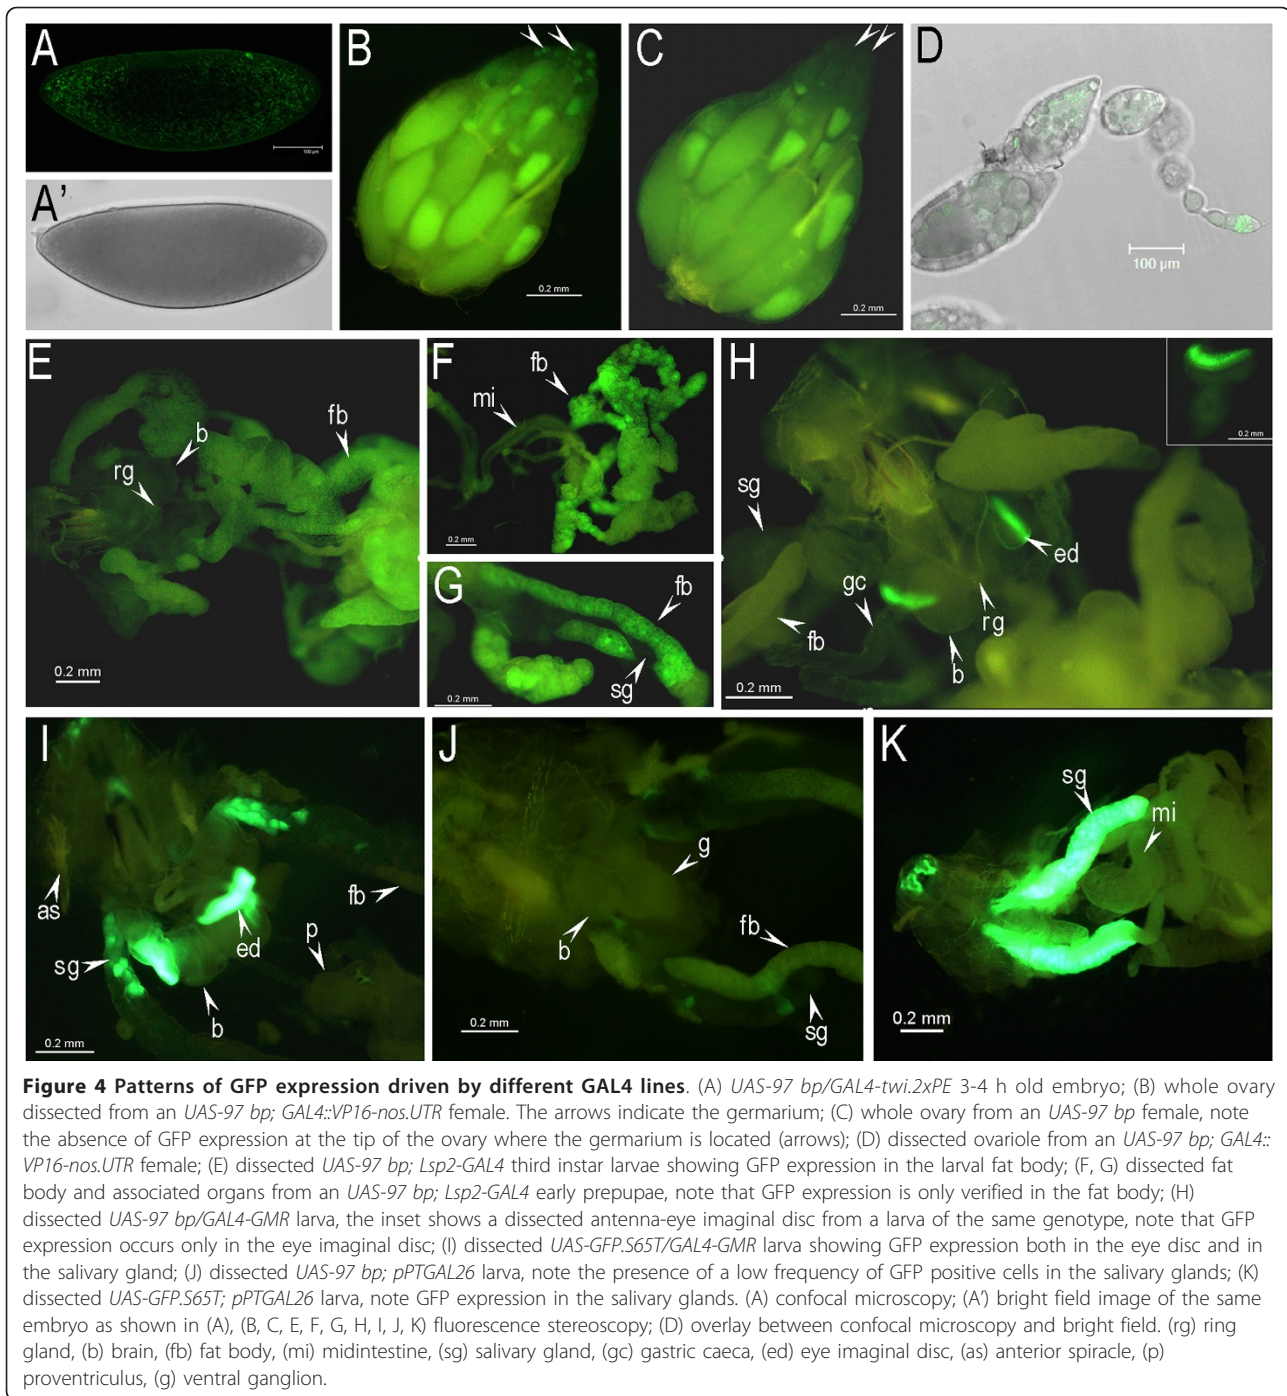 A
100 µm
A'
B
0.2 mm
C
0.2 mm
D
100 µm
E
b
fb
rg
0.2 mm
F
fb
mi
0.2 mm
G
fb
sg
0.2 mm
H
0.2 mm
sg
ed
gc
rg
fb
b
0.2 mm
I
as
fb
ed
p
sg
b
0.2 mm
J
g
b
fb
sg
0.2 mm
K
sg
mi
0.2 mm
Figure 4 Patterns of GFP expression driven by different GAL4 lines. (A) UAS-97 bp/GAL4-twi.2xPE 3-4 h old embryo; (B) whole ovary
dissected from an UAS-97 bp; GAL4::VP16-nos.UTR female. The arrows indicate the germarium; (C) whole ovary from an UAS-97 bp female, note
the absence of GFP expression at the tip of the ovary where the germarium is located (arrows); (D) dissected ovariole from an UAS-97 bp; GAL4::
VP16-nos.UTR female; (E) dissected UAS-97 bp; Lsp2-GAL4 third instar larvae showing GFP expression in the larval fat body; (F, G) dissected fat
body and associated organs from an UAS-97 bp; Lsp2-GAL4 early prepupae, note that GFP expression is only verified in the fat body; (H)
dissected UAS-97 bp/GAL4-GMR larva, the inset shows a dissected antenna-eye imaginal disc from a larva of the same genotype, note that GFP
expression occurs only in the eye imaginal disc; (I) dissected UAS-GFP.S65T/GAL4-GMR larva showing GFP expression both in the eye disc and in
the salivary gland; (J) dissected UAS-97 bp; pPTGAL26 larva, note the presence of a low frequency of GFP positive cells in the salivary glands; (K)
dissected UAS-GFP.S65T; pPTGAL26 larva, note GFP expression in the salivary glands. (A) confocal microscopy; (A') bright field image of the same
embryo as shown in (A), (B, C, E, F, G, H, I, J, K) fluorescence stereoscopy; (D) overlay between confocal microscopy and bright field. (rg) ring
gland, (b) brain, (fb) fat body, (mi) midintestine, (sg) salivary gland, (gc) gastric caeca, (ed) eye imaginal disc, (as) anterior spiracle, (p)
proventriculus, (g) ventral ganglion.